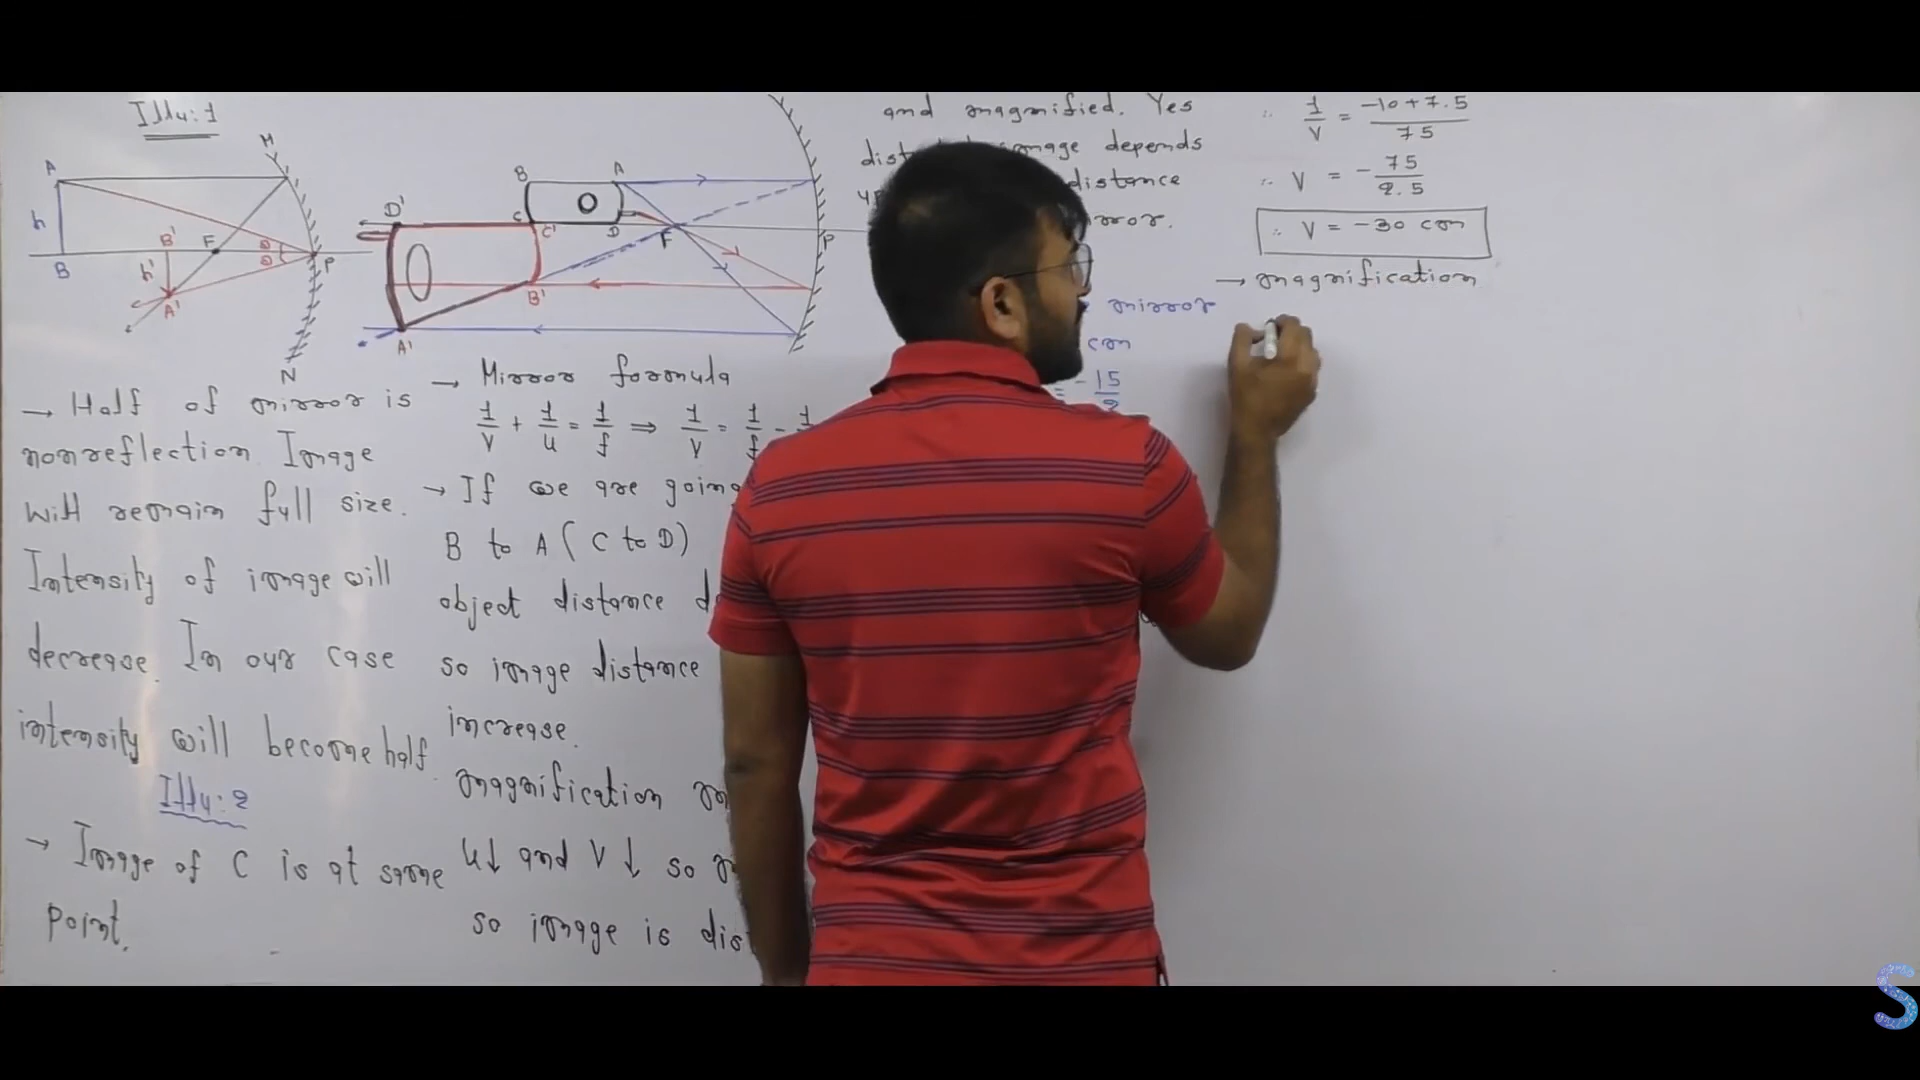 Illu:1
A
M
h
B
B'
F
θ
θ
P
h'
A'
N
→ Half of mirror is
nonreflection. Image
will remain full size.
Intensity of image will
decrease. In our case
intensity will become half.
Illu:2
→ Image of C is at same
point.
B
A
D'
C
C'
D
F
P
B'
A'
→ Mirror formula
1/v + 1/u = 1/f ⇒ 1/v = 1/f -
→ If we are going
B to A (C to D)
object distance
so image distance
increase.
magnification
u↓ and v↓ so
so image is
and magnified. Yes
image depends
distance
mirror
cm
= -15/2
∴ 1/v = -10+7.5/75
∴ v = -75/2.5
∴ v = -30 cm
→ magnification
S